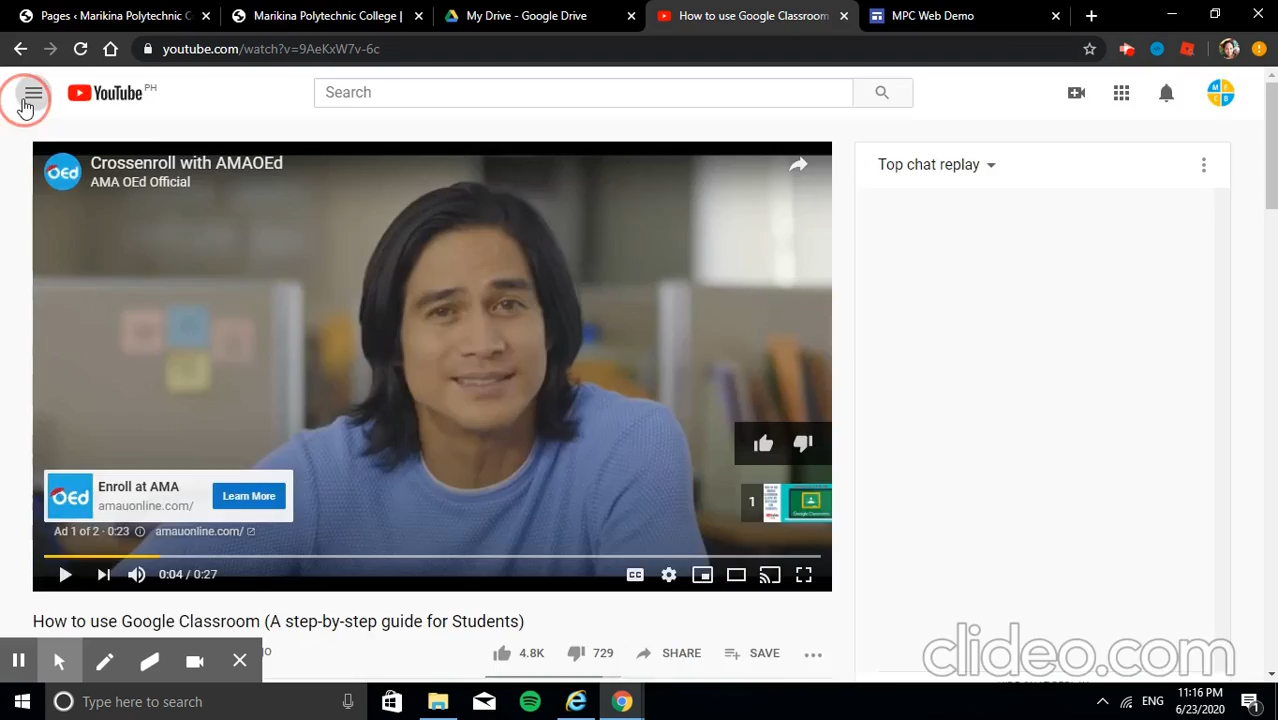 Pages ‹ Marikina Polytechnic C
Marikina Polytechnic College |
My Drive - Google Drive
How to use Google Classroom
MPC Web Demo
youtube.com/watch?v=9AeKxW7v-6c
YouTube PH
Search
Crossenroll with AMAOEd
AMA OEd Official
Top chat replay
OEd
Enroll at AMA
amauonline.com/
Learn More
Ad 1 of 2 · 0:23
amauonline.com/
1
0:04 / 0:27
CC
How to use Google Classroom (A step-by-step guide for Students)
4.8K
729
SHARE
SAVE
clideo.com
Type here to search
ENG
11:16 PM
6/23/2020